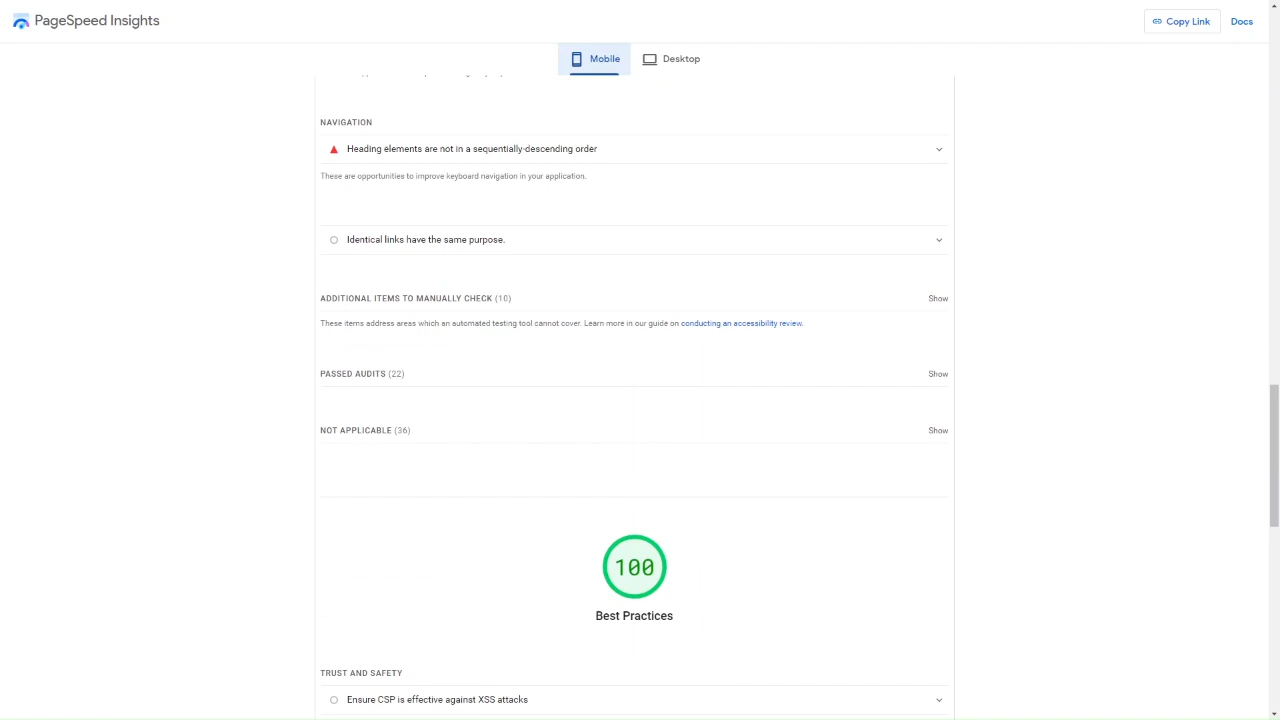 PageSpeed Insights
Copy Link
Docs
Mobile
Desktop
NAVIGATION
Heading elements are not in a sequentially-descending order
These are opportunities to improve keyboard navigation in your application.
Identical links have the same purpose.
ADDITIONAL ITEMS TO MANUALLY CHECK (10)
Show
These items address areas which an automated testing tool cannot cover. Learn more in our guide on conducting an accessibility review.
PASSED AUDITS (22)
Show
NOT APPLICABLE (36)
Show
100
Best Practices
TRUST AND SAFETY
Ensure CSP is effective against XSS attacks